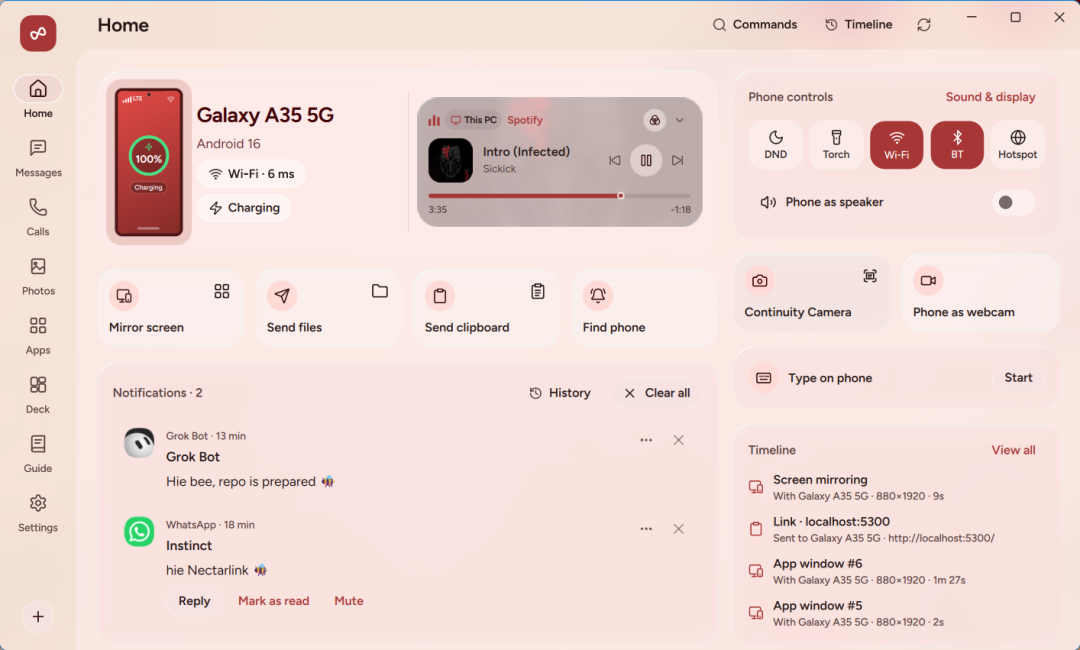 Home
Commands
Timeline
Home
Messages
Calls
Photos
Apps
Deck
Guide
Settings
LTE
100%
Charging
Galaxy A35 5G
Android 16
Wi-Fi · 6 ms
Charging
This PC
Spotify
Intro (Infected)
Sickick
3:35
-1:18
Mirror screen
Send files
Send clipboard
Find phone
Notifications · 2
History
Clear all
Grok Bot · 13 min
Grok Bot
Hie bee, repo is prepared
WhatsApp · 18 min
Instinct
hie Nectarlink
Reply
Mark as read
Mute
Phone controls
Sound & display
DND
Torch
Wi-Fi
BT
Hotspot
Phone as speaker
Continuity Camera
Phone as webcam
Type on phone
Start
Timeline
View all
Screen mirroring
With Galaxy A35 5G · 880×1920 · 9s
Link · localhost:5300
Sent to Galaxy A35 5G · http://localhost:5300/
App window #6
With Galaxy A35 5G · 880×1920 · 1m 27s
App window #5
With Galaxy A35 5G · 880×1920 · 2s